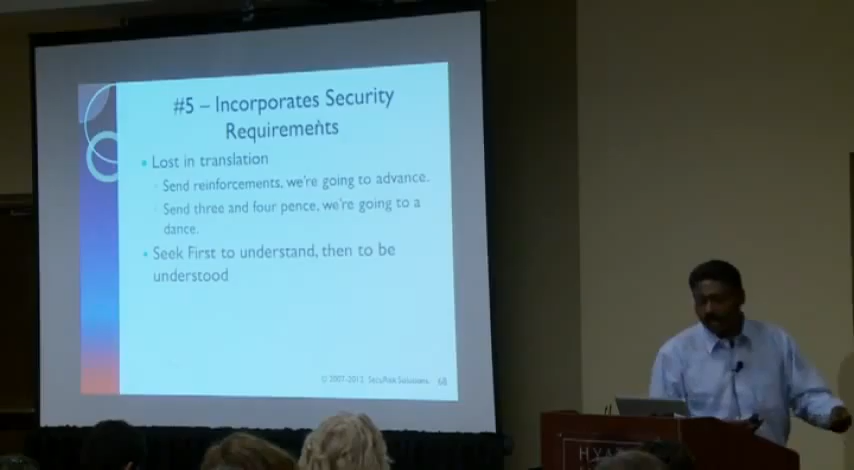 #5 – Incorporates Security
Requirements
• Lost in translation
Send reinforcements, we're going to advance.
Send three and four pence, we're going to a
dance.
• Seek First to understand, then to be
understood
© 2007-2012, SecuRisk Solutions. 68
HYA